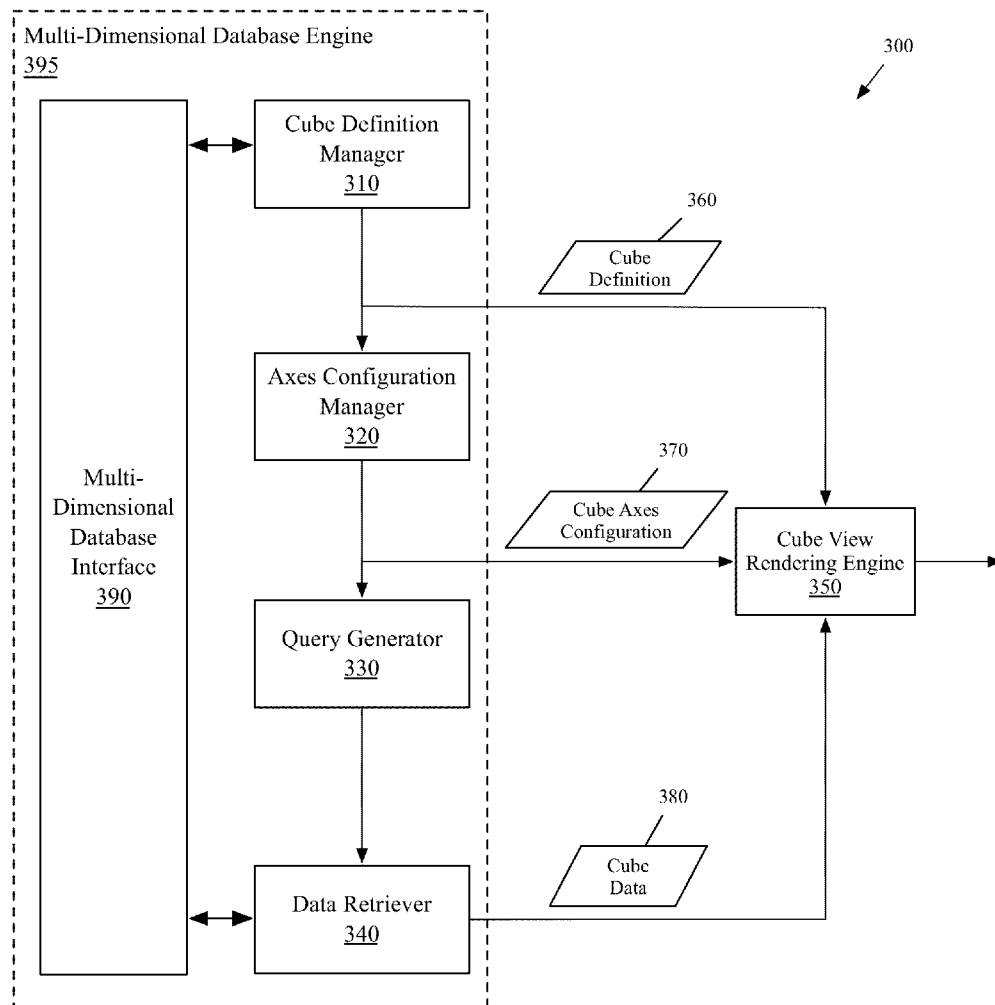 Multi-Dimensional Database Engine
395
300
Cube Definition
Manager
310
360
Cube
Definition
Axes Configuration
Manager
320
370
Cube Axes
Configuration
Multi-
Dimensional
Database
Interface
390
Cube View
Rendering Engine
350
Query Generator
330
380
Cube
Data
Data Retriever
340